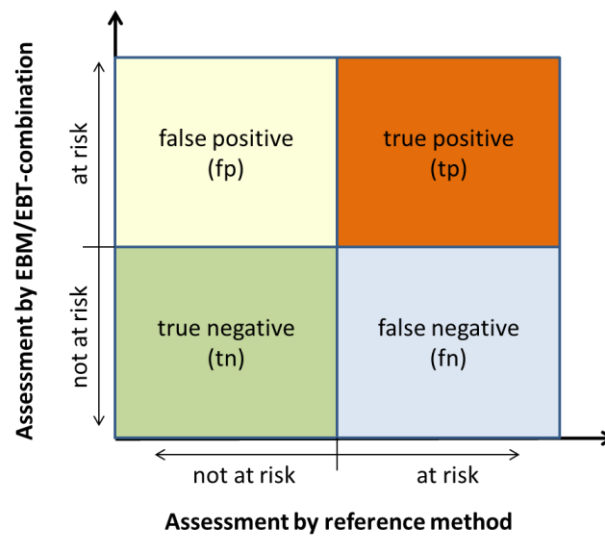 Assessment by EBM/EBT-combination
at risk
not at risk
false positive
(fp)
true positive
(tp)
true negative
(tn)
false negative
(fn)
not at risk
at risk
Assessment by reference method